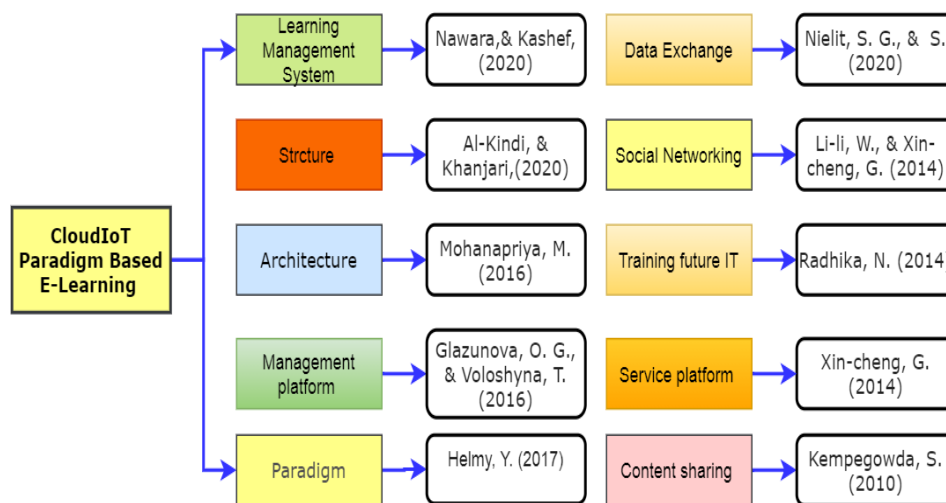 CloudIoT
Paradigm Based
E-Learning
Learning
Management
System
Nawara,& Kashef,
(2020)
Strcture
Al-Kindi, &
Khanjari,(2020)
Architecture
Mohanapriya, M.
(2016)
Management
platform
Glazunova, O. G.,
& Voloshyna, T.
(2016)
Paradigm
Helmy, Y. (2017)
Data Exchange
Nielit, S. G., & S.
(2020)
Social Networking
Li-li, W., & Xin-
cheng, G. (2014)
Training future IT
Radhika, N. (2014)
Service platform
Xin-cheng, G.
(2014)
Content sharing
Kempegowda, S.
(2010)